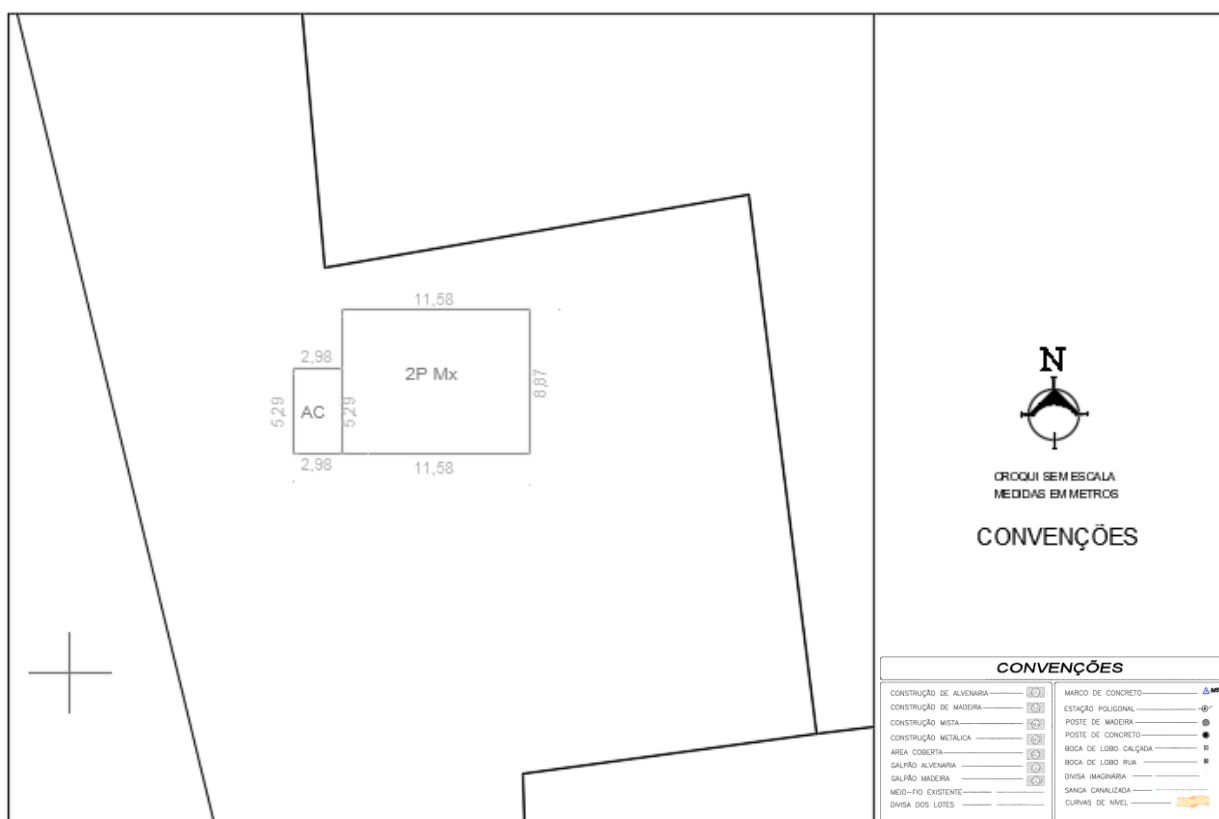 11,58
2P Mx
8,87
2,98
5,29
AC
5,29
2,98
11,58
N
CROQUI SEM ESCALA
MEDIDAS EM METROS
CONVENÇÕES
CONVENÇÕES
CONSTRUÇÃO DE ALVENARIA
CONSTRUÇÃO DE MADEIRA
CONSTRUÇÃO MISTA
CONSTRUÇÃO METÁLICA
ÁREA COBERTA
GALPÃO ALVENARIA
GALPÃO MADEIRA
MEIO-FIO EXISTENTE
DIVISA DOS LOTES
MARCO DE CONCRETO
ESTAÇÃO POLIGONAL
POSTE DE MADEIRA
POSTE DE CONCRETO
BOCA DE LOBO CALÇADA
BOCA DE LOBO RUA
DIVISA IMAGINÁRIA
SANGA CANALIZADA
CURVAS DE NÍVEL